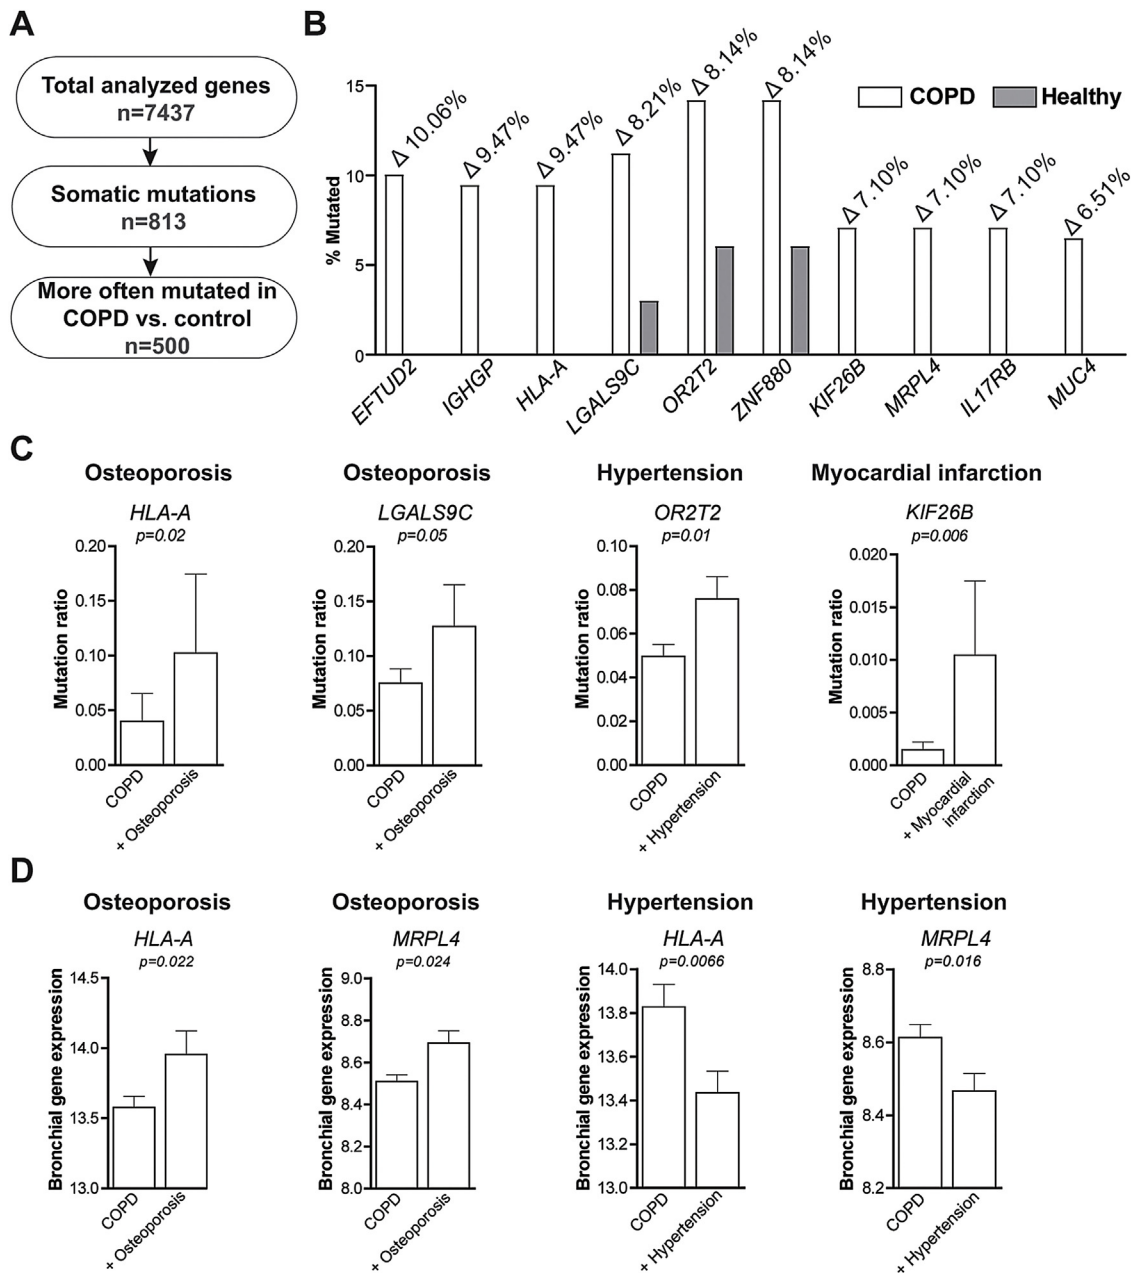 A
Total analyzed genes
n=7437
Somatic mutations
n=813
More often mutated in
COPD vs. control
n=500
B
COPD
Healthy
% Mutated
15
10
5
0
Δ 10.06%
Δ 9.47%
Δ 9.47%
Δ 8.21%
Δ 8.14%
Δ 8.14%
Δ 7.10%
Δ 7.10%
Δ 7.10%
Δ 6.51%
EFTUD2
IGHGP
HLA-A
LGALS9C
OR2T2
ZNF880
KIF26B
MRPL4
IL17RB
MUC4
C
Osteoporosis
HLA-A
p=0.02
Mutation ratio
0.20
0.15
0.10
0.05
0.00
COPD
+ Osteoporosis
Osteoporosis
LGALS9C
p=0.05
Mutation ratio
0.20
0.15
0.10
0.05
0.00
COPD
+ Osteoporosis
Hypertension
OR2T2
p=0.01
Mutation ratio
0.10
0.08
0.06
0.04
0.02
0.00
COPD
+ Hypertension
Myocardial infarction
KIF26B
p=0.006
Mutation ratio
0.020
0.015
0.010
0.005
0.000
COPD
+ Myocardial
infarction
D
Osteoporosis
HLA-A
p=0.022
Bronchial gene expression
14.5
14.0
13.5
13.0
COPD
+ Osteoporosis
Osteoporosis
MRPL4
p=0.024
Bronchial gene expression
9.0
8.8
8.6
8.4
8.2
8.0
COPD
+ Osteoporosis
Hypertension
HLA-A
p=0.0066
Bronchial gene expression
14.0
13.8
13.6
13.4
13.2
13.0
COPD
+ Hypertension
Hypertension
MRPL4
p=0.016
Bronchial gene expression
8.8
8.6
8.4
8.2
COPD
+ Hypertension